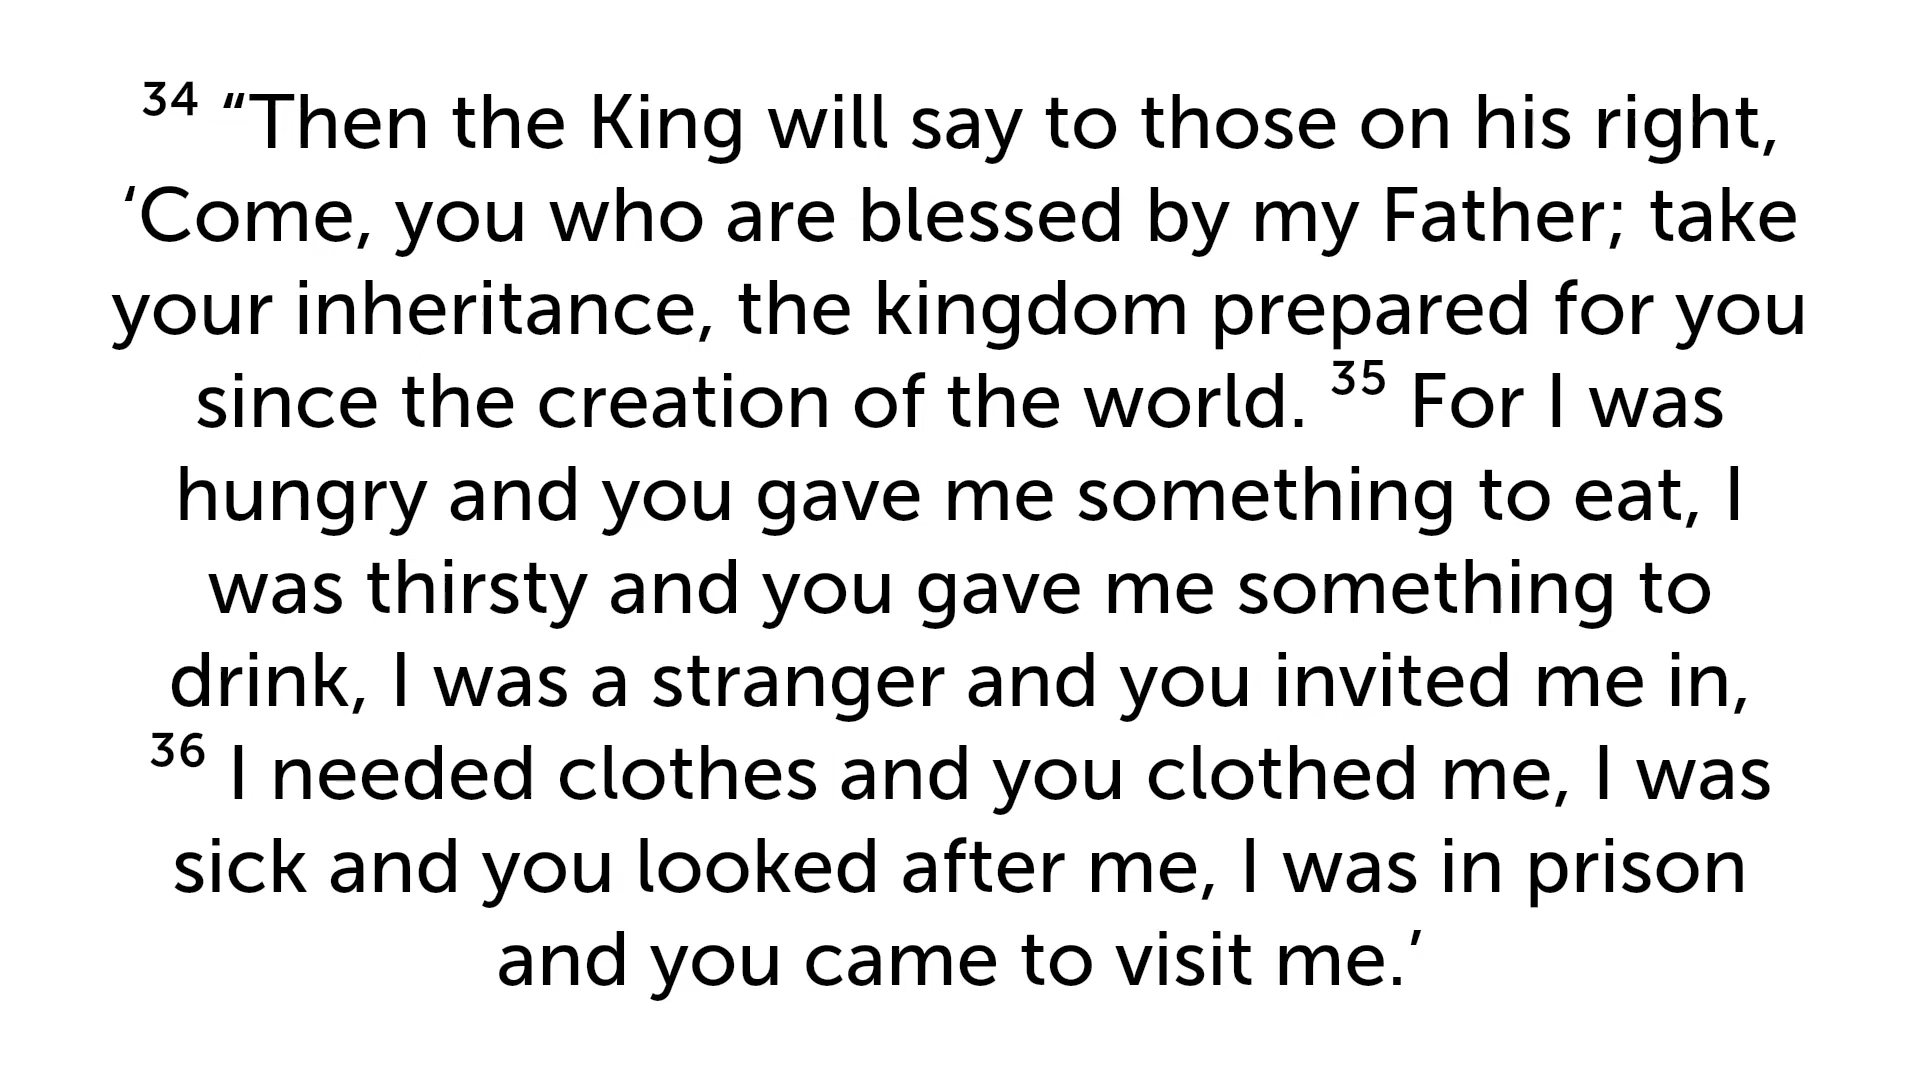 34 “Then the King will say to those on his right,
‘Come, you who are blessed by my Father; take
your inheritance, the kingdom prepared for you
since the creation of the world. 35 For I was
hungry and you gave me something to eat, I
was thirsty and you gave me something to
drink, I was a stranger and you invited me in,
36 I needed clothes and you clothed me, I was
sick and you looked after me, I was in prison
and you came to visit me.’